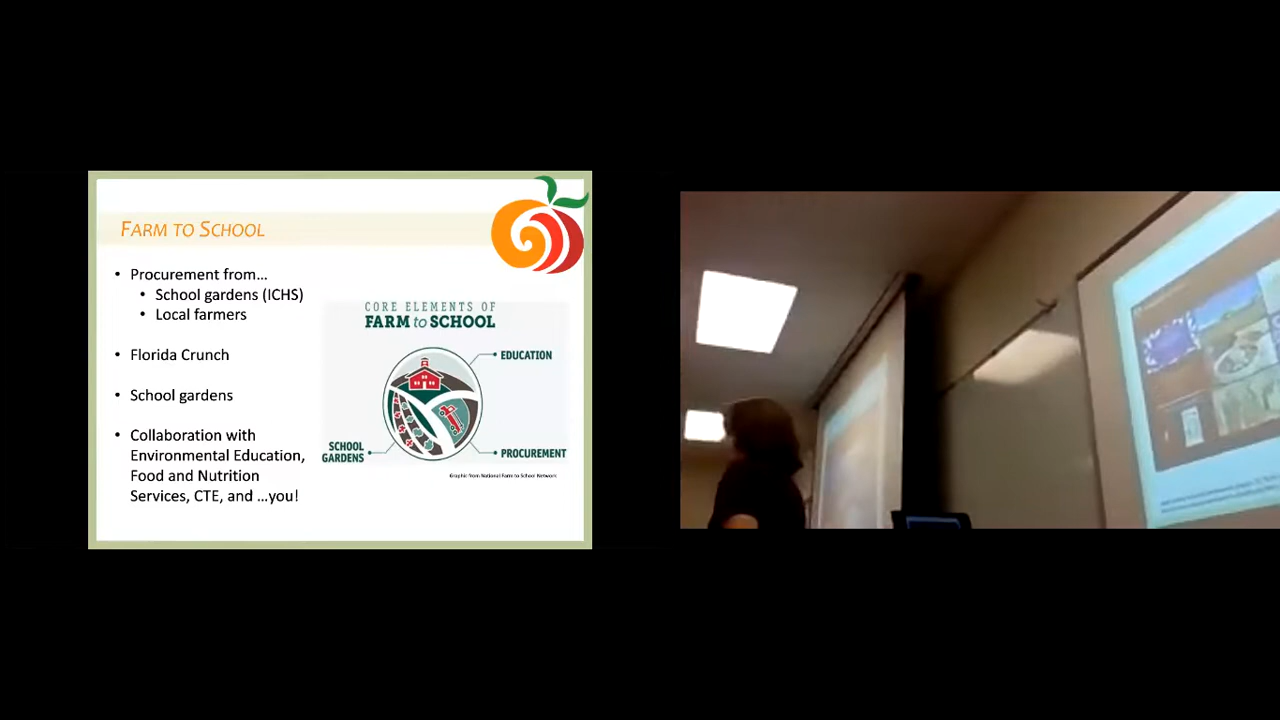 FARM TO SCHOOL
• Procurement from…
• School gardens (ICHS)
• Local farmers
• Florida Crunch
• School gardens
• Collaboration with
Environmental Education,
Food and Nutrition
Services, CTE, and …you!
CORE ELEMENTS OF
FARM to SCHOOL
EDUCATION
SCHOOL
GARDENS
PROCUREMENT
Graphic from National Farm to School Network